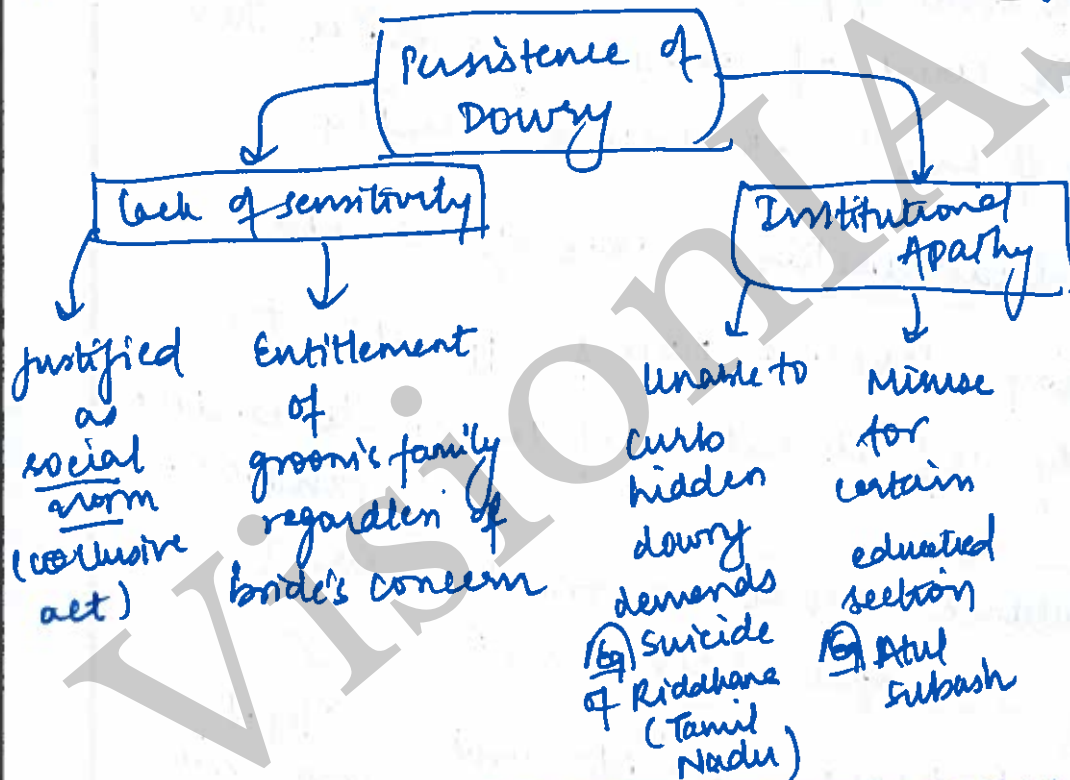 Persistence of
Dowry
Lack of sensitivity
Institutional
Apathy
Justified
as
social
norm
(collusive
act)
Entitlement
of
groom's family
regardless of
bride's concern
Unable to
curb
hidden
dowry
demands
Eg Suicide
of Riddhana
(Tamil
Nadu)
Misuse
for
certain
educated
section
Eg Atul
Subash
VisionIAS